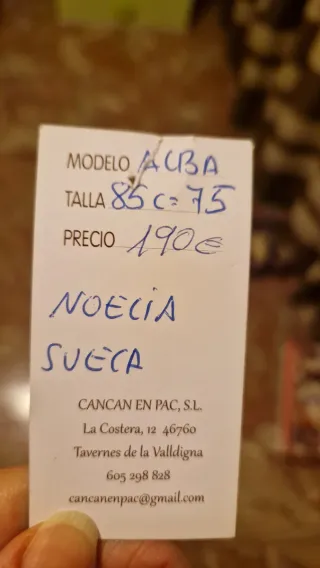 MODELO ALBA
TALLA 85 C = 75
PRECIO 190€
NOELIA
SUECA
CANCAN EN PAC, S.L.
La Costera, 12 46760
Tavernes de la Valldigna
605 298 828
cancanenpac@gmail.com